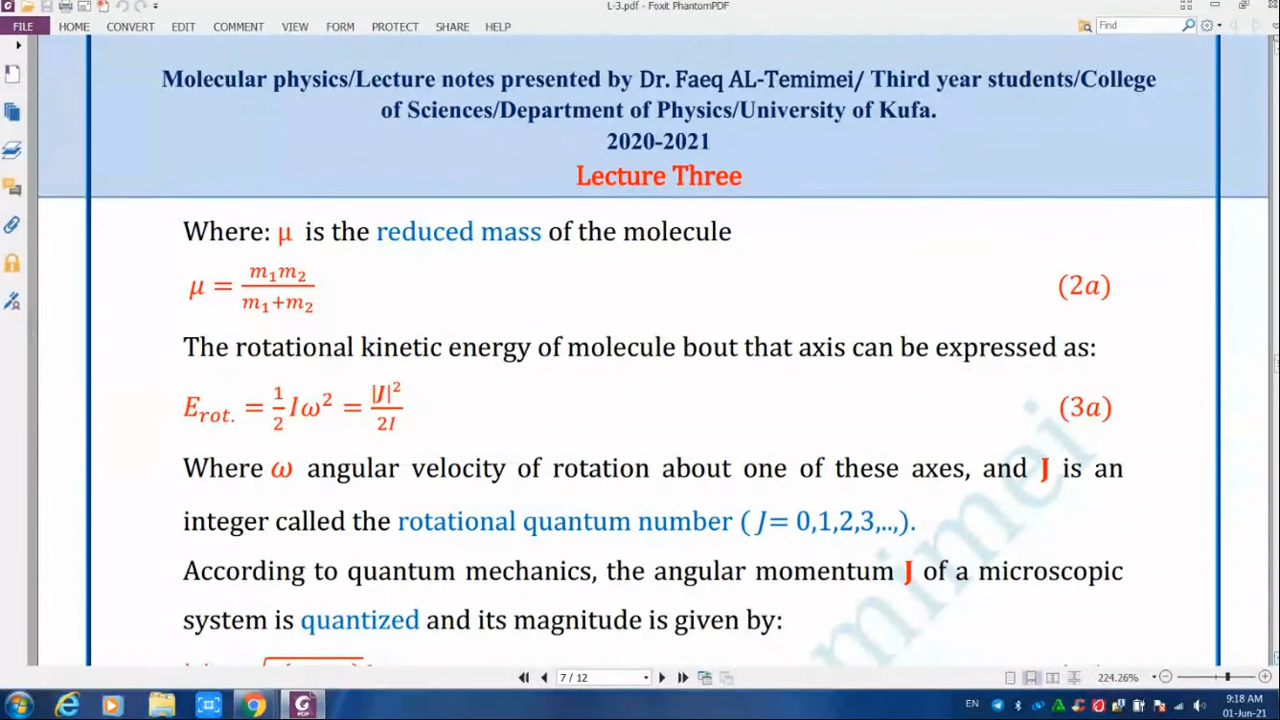 L-3.pdf - Foxit PhantomPDF
FILE HOME CONVERT EDIT COMMENT VIEW FORM PROTECT SHARE HELP Find
Molecular physics/Lecture notes presented by Dr. Faeq AL-Temimei/ Third year students/College
of Sciences/Department of Physics/University of Kufa.
2020-2021
Lecture Three
Where: μ is the reduced mass of the molecule
μ = m₁m₂/(m₁+m₂) (2a)
The rotational kinetic energy of molecule bout that axis can be expressed as:
E_rot. = 1/2 Iω² = |J|²/2I (3a)
Where ω angular velocity of rotation about one of these axes, and J is an
integer called the rotational quantum number ( J= 0,1,2,3,..,).
According to quantum mechanics, the angular momentum J of a microscopic
system is quantized and its magnitude is given by:
mimei
7 / 12 224.26%
EN 9:18 AM
01-Jun-21